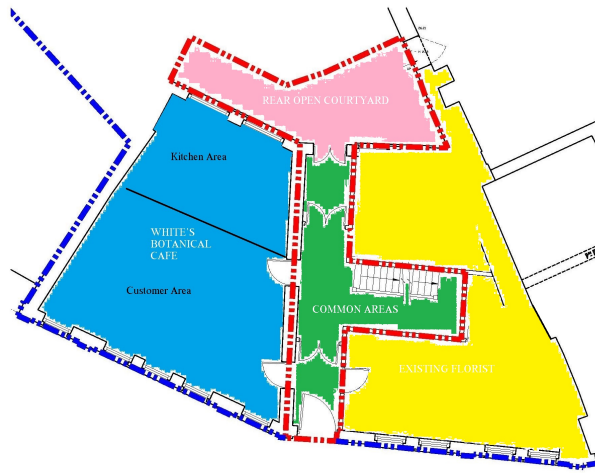 REAR OPEN COURTYARD
Kitchen Area
WHITE'S
BOTANICAL
CAFE
Customer Area
COMMON AREAS
EXISTING FLORIST